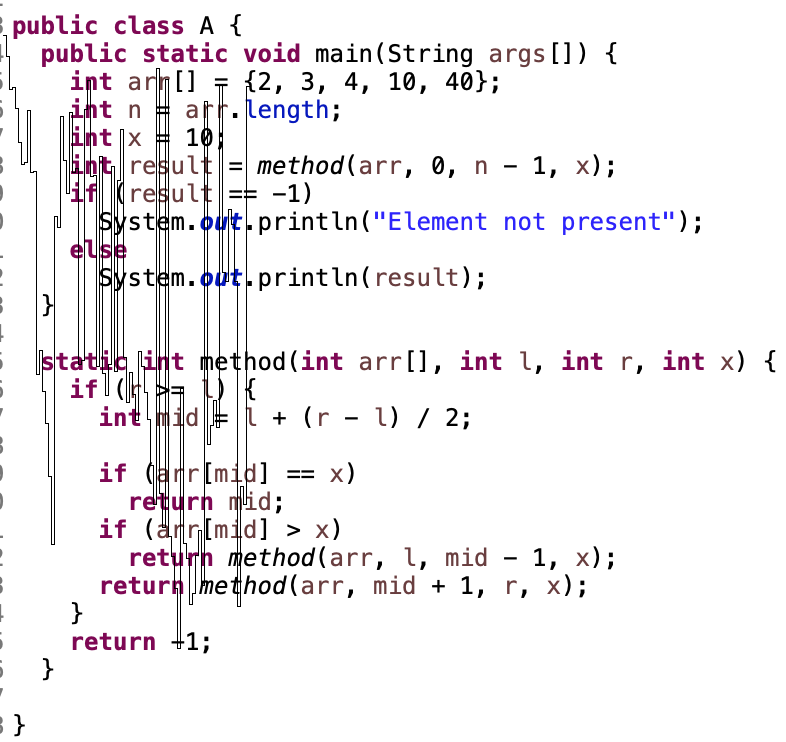 public class A {
  public static void main(String args[]) {
    int arr[] = {2, 3, 4, 10, 40};
    int n = arr.length;
    int x = 10;
    int result = method(arr, 0, n - 1, x);
    if (result == -1)
      System.out.println("Element not present");
    else
      System.out.println(result);
  }

  static int method(int arr[], int l, int r, int x) {
    if (r >= l) {
      int mid = l + (r - l) / 2;

      if (arr[mid] == x)
        return mid;
      if (arr[mid] > x)
        return method(arr, l, mid - 1, x);
      return method(arr, mid + 1, r, x);
    }
    return -1;
  }

}